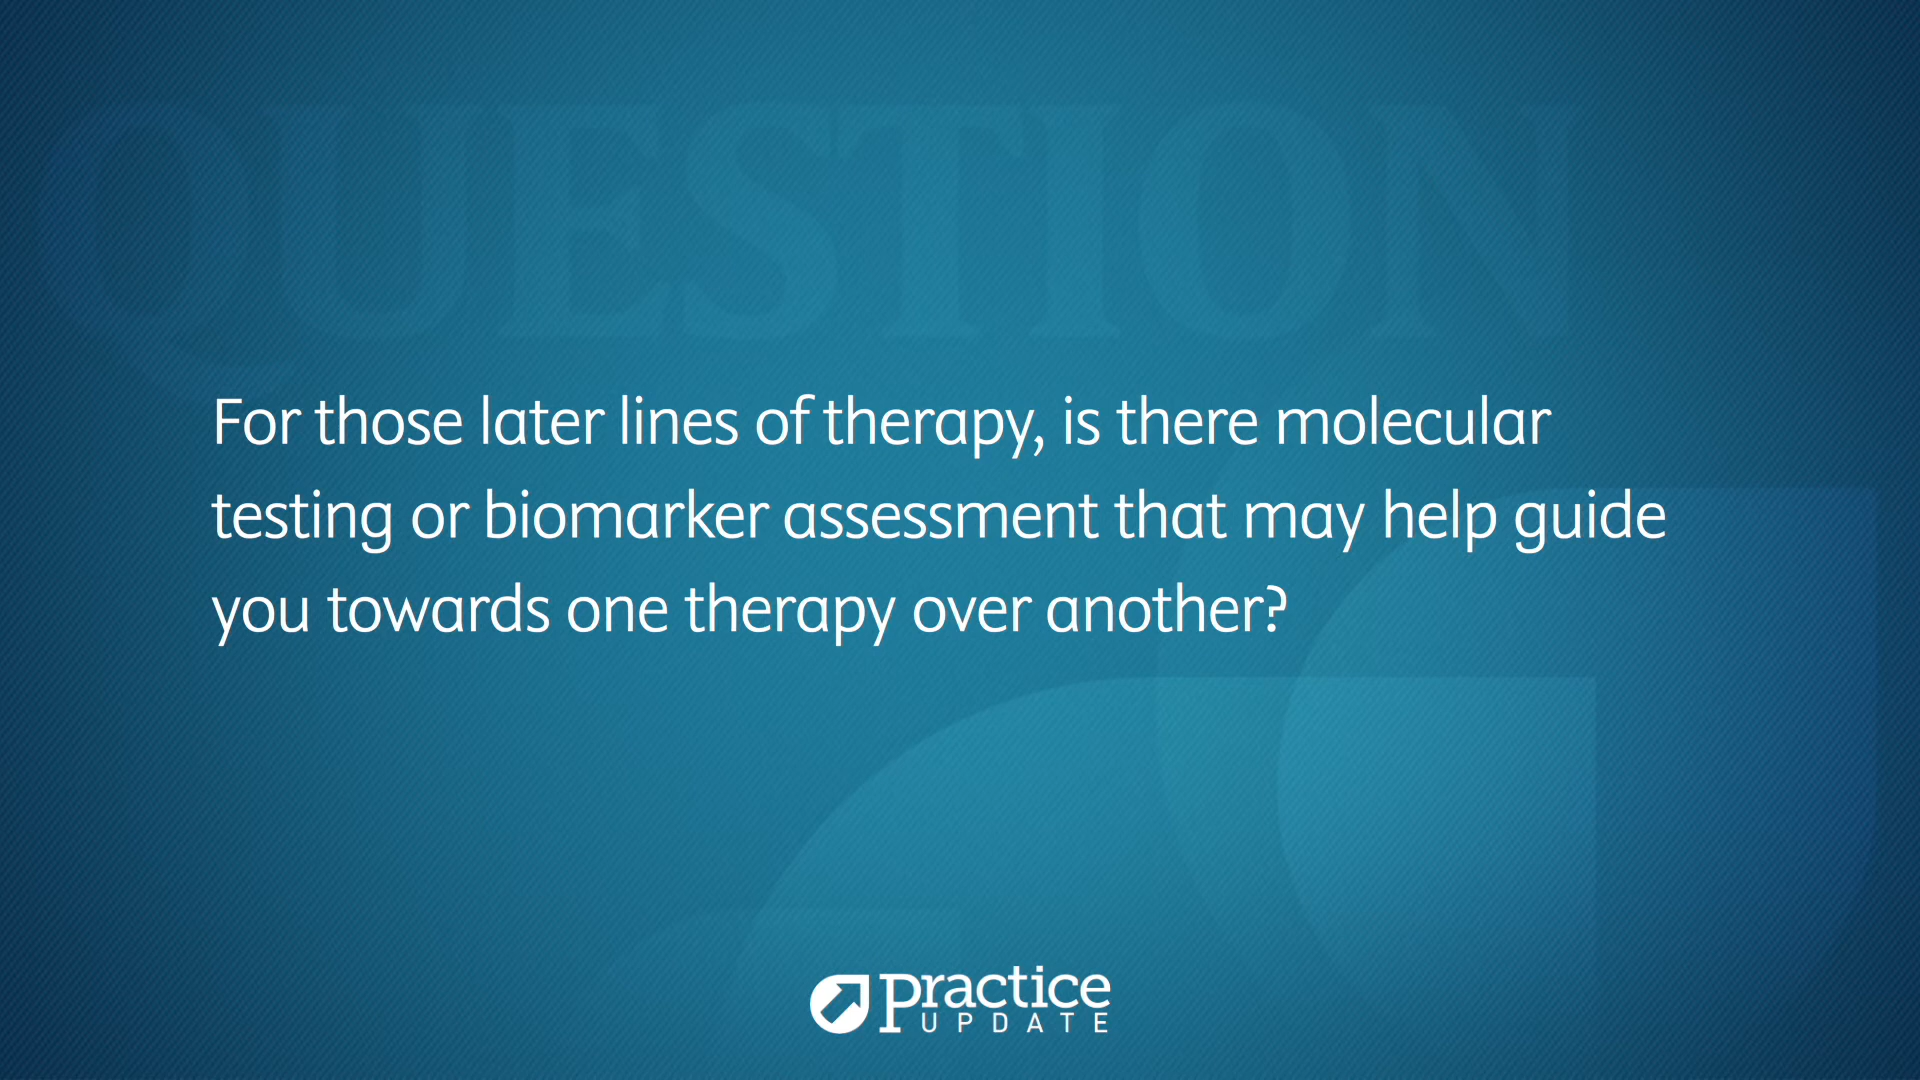 QUESTION
For those later lines of therapy, is there molecular
testing or biomarker assessment that may help guide
you towards one therapy over another?
Practice
UPDATE